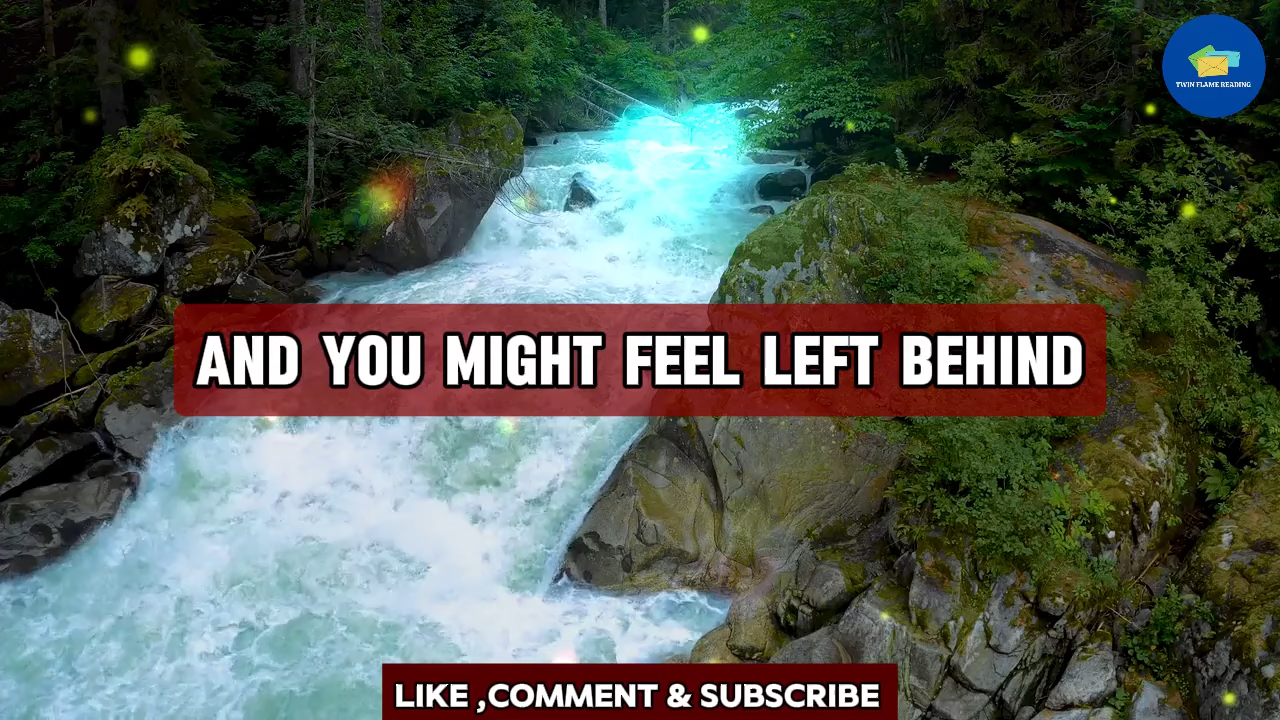 TWIN FLAME READING
AND YOU MIGHT FEEL LEFT BEHIND
LIKE ,COMMENT & SUBSCRIBE